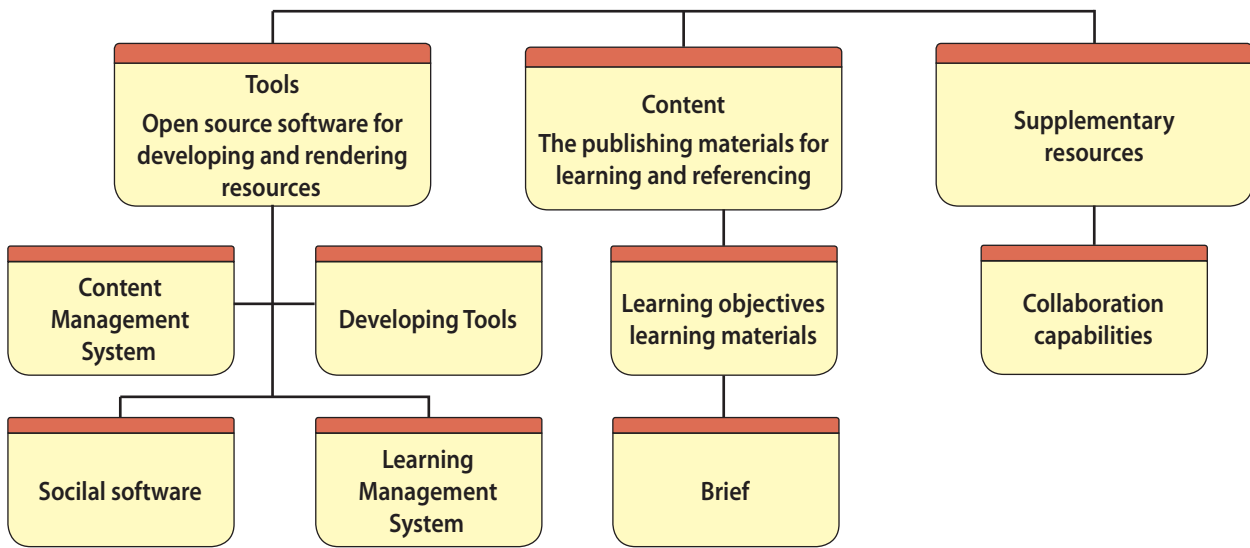 Tools
Open source software for
developing and rendering
resources
Content
The publishing materials for
learning and referencing
Supplementary
resources
Content
Management
System
Developing Tools
Learning objectives
learning materials
Collaboration
capabilities
Socilal software
Learning
Management
System
Brief